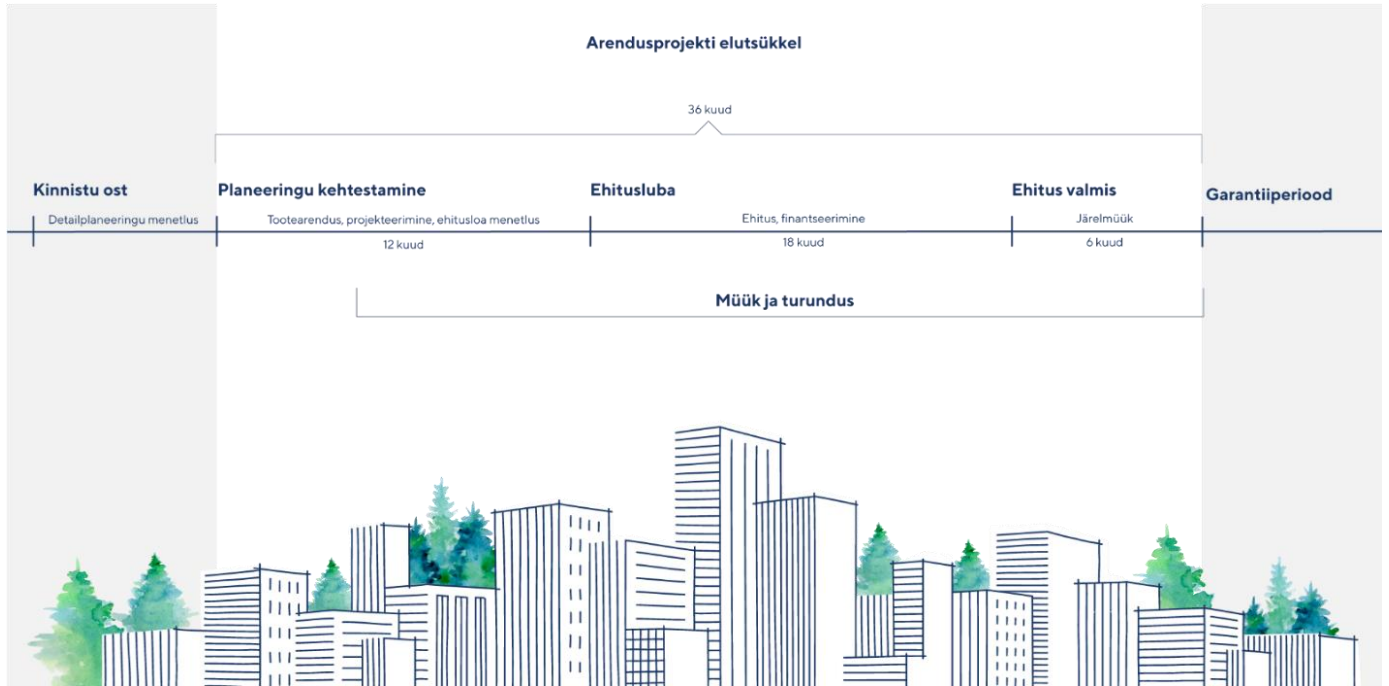 Arendusprojekti elutsükkel
36 kuud
Kinnistu ost
Planeeringu kehtestamine
Ehitusluba
Ehitus valmis
Garantiiperiood
Detailplaneeringu menetlus
Tootearendus, projekteerimine, ehitusloa menetlus
Ehitus, finantseerimine
Järelmüük
12 kuud
18 kuud
6 kuud
Müük ja turundus